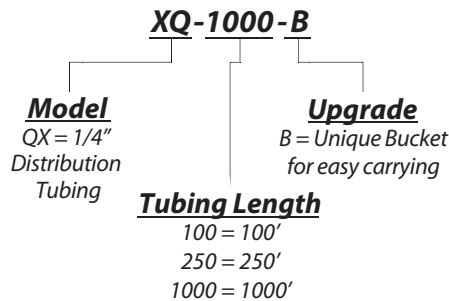 XQ-1000-B
Model
QX = 1/4”
Distribution
Tubing
Upgrade
B = Unique Bucket
for easy carrying
Tubing Length
100 = 100’
250 = 250’
1000 = 1000’